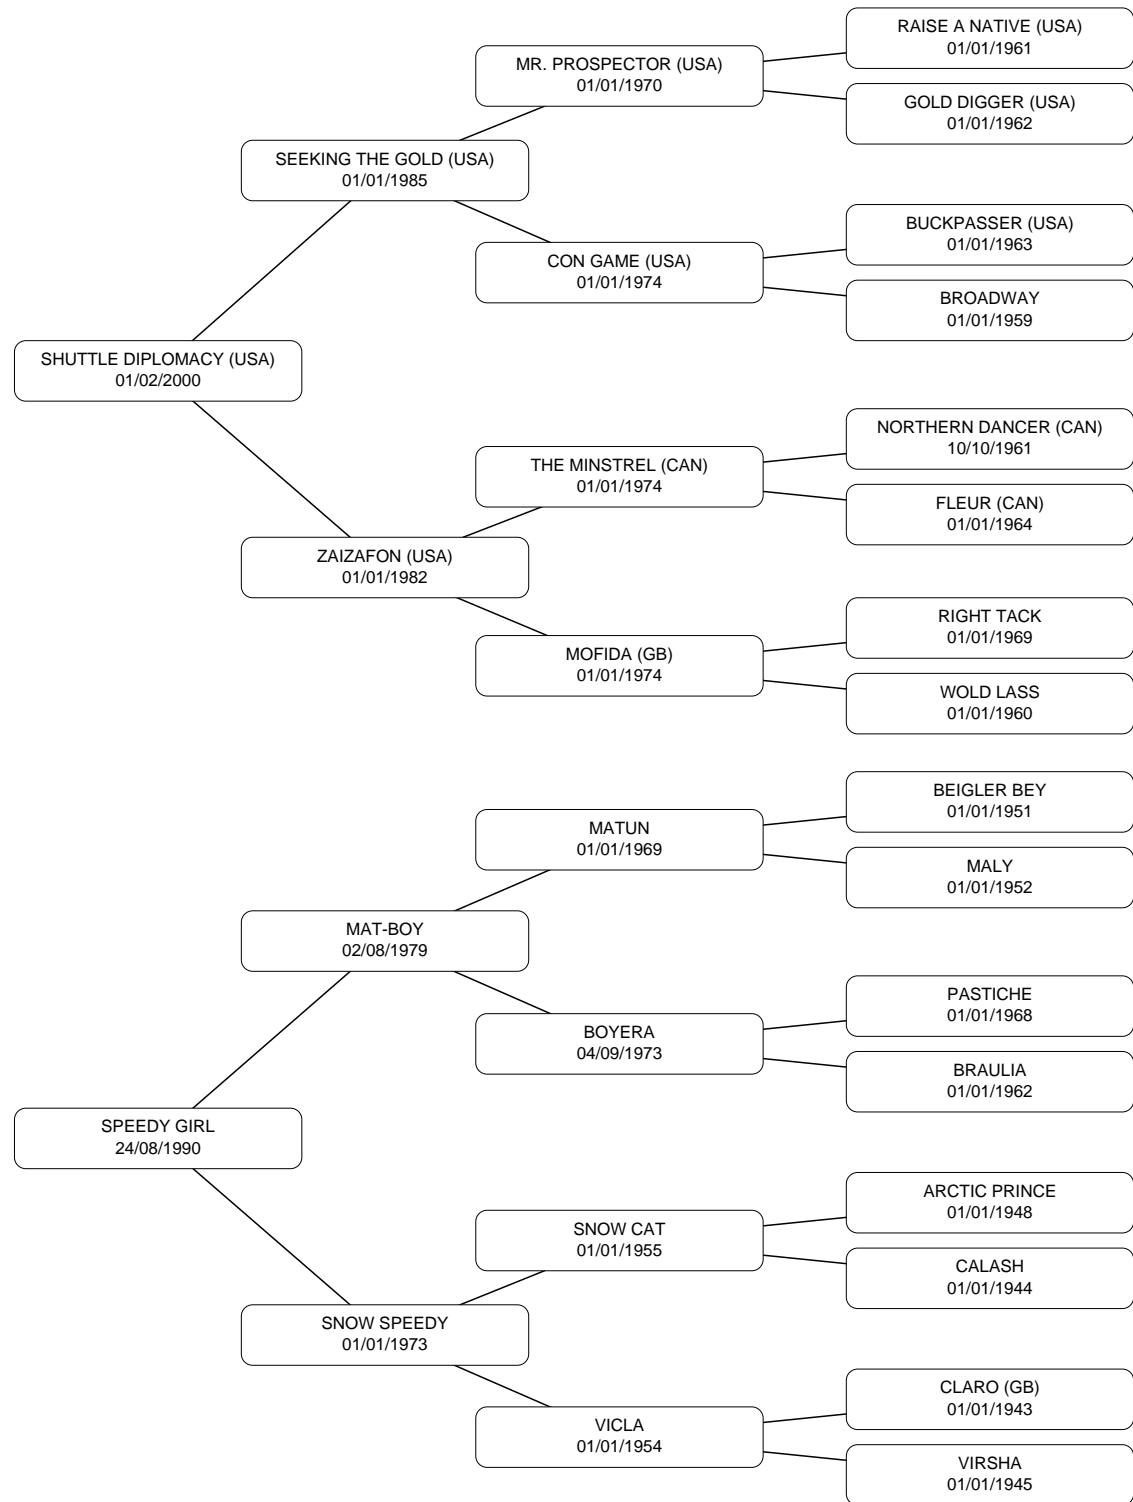 RAISE A NATIVE (USA)
01/01/1961
MR. PROSPECTOR (USA)
01/01/1970
GOLD DIGGER (USA)
01/01/1962
SEEKING THE GOLD (USA)
01/01/1985
BUCKPASSER (USA)
01/01/1963
CON GAME (USA)
01/01/1974
BROADWAY
01/01/1959
SHUTTLE DIPLOMACY (USA)
01/02/2000
NORTHERN DANCER (CAN)
10/10/1961
THE MINSTREL (CAN)
01/01/1974
FLEUR (CAN)
01/01/1964
ZAIZAFON (USA)
01/01/1982
RIGHT TACK
01/01/1969
MOFIDA (GB)
01/01/1974
WOLD LASS
01/01/1960
BEIGLER BEY
01/01/1951
MATUN
01/01/1969
MALY
01/01/1952
MAT-BOY
02/08/1979
PASTICHE
01/01/1968
BOYERA
04/09/1973
BRAULIA
01/01/1962
SPEEDY GIRL
24/08/1990
ARCTIC PRINCE
01/01/1948
SNOW CAT
01/01/1955
CALASH
01/01/1944
SNOW SPEEDY
01/01/1973
CLARO (GB)
01/01/1943
VICLA
01/01/1954
VIRSHA
01/01/1945